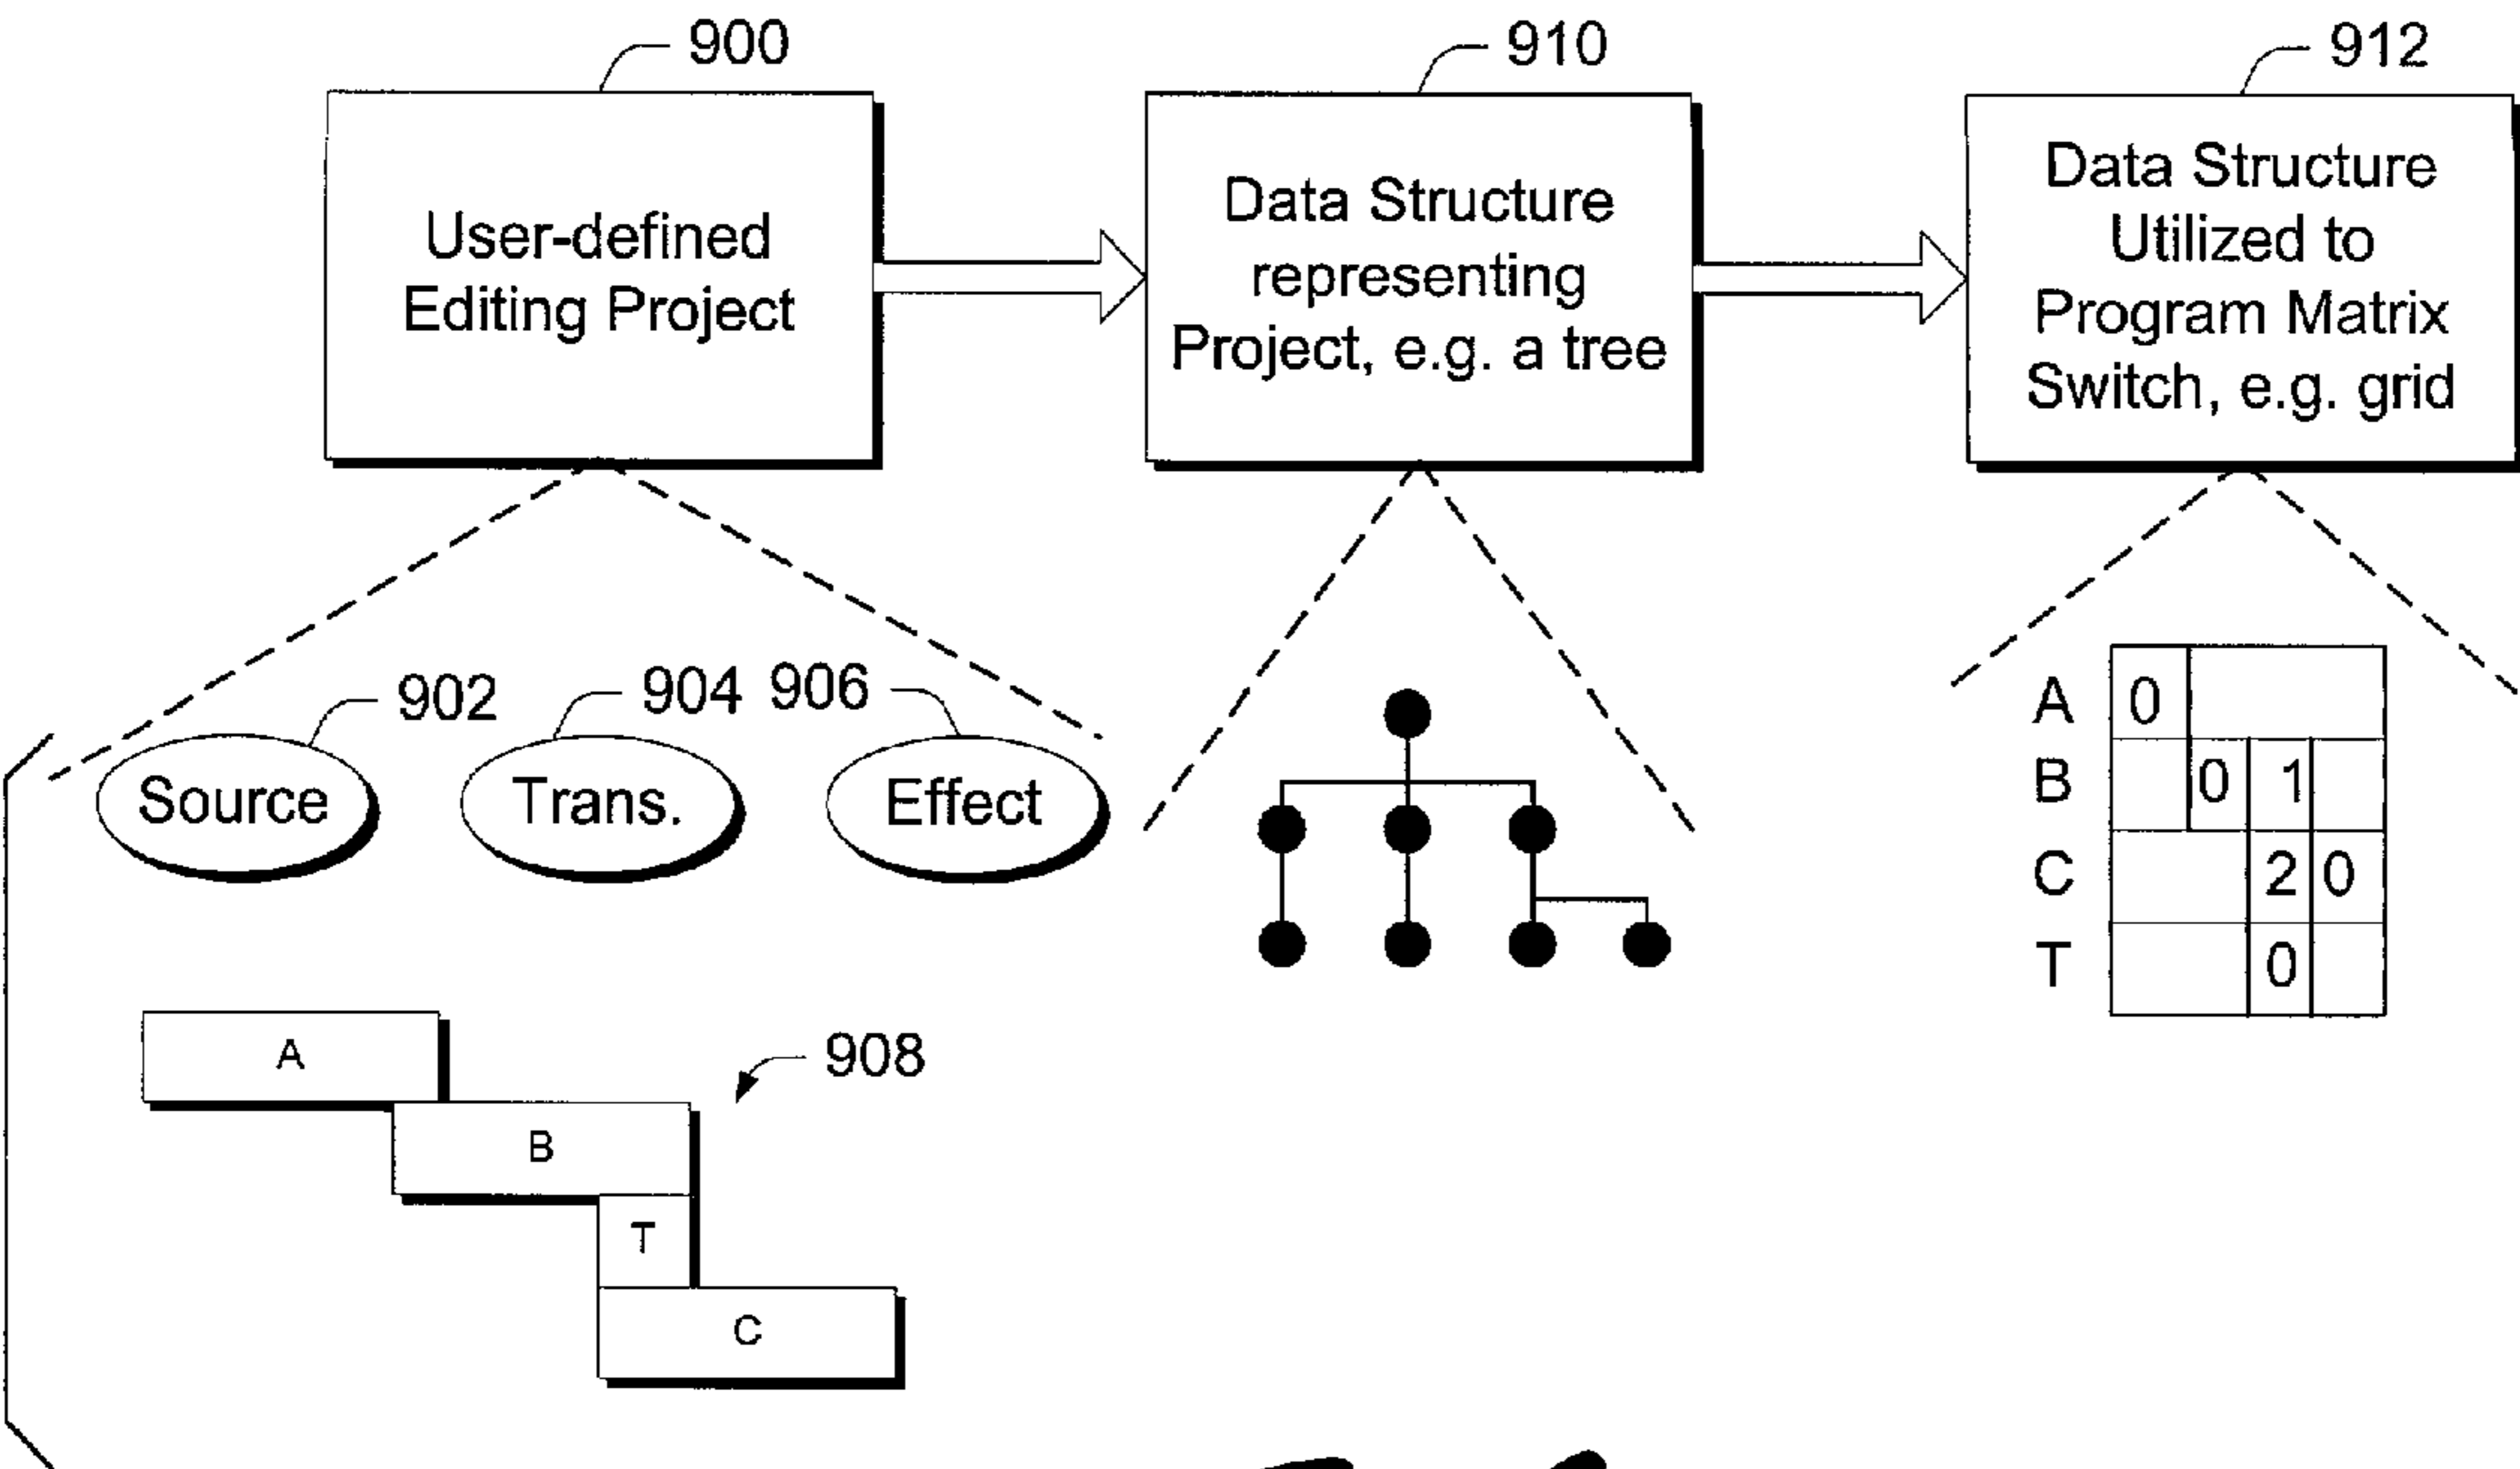 900
910
912
User-defined
Editing Project
Data Structure
representing
Project, e.g. a tree
Data Structure
Utilized to
Program Matrix
Switch, e.g. grid
902
904
906
Source
Trans.
Effect
A
B
T
C
908
A 0
B 0 1
C 2 0
T 0